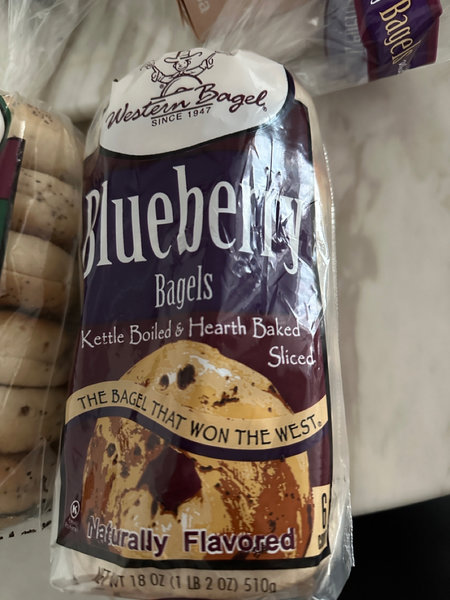 Bagel
Western Bagel®
SINCE 1947
Blueberry
Bagels
Kettle Boiled & Hearth Baked
Sliced
THE BAGEL THAT WON THE WEST®
6
K
Naturally Flavored
NET WT 18 OZ (1 LB 2 OZ) 510g